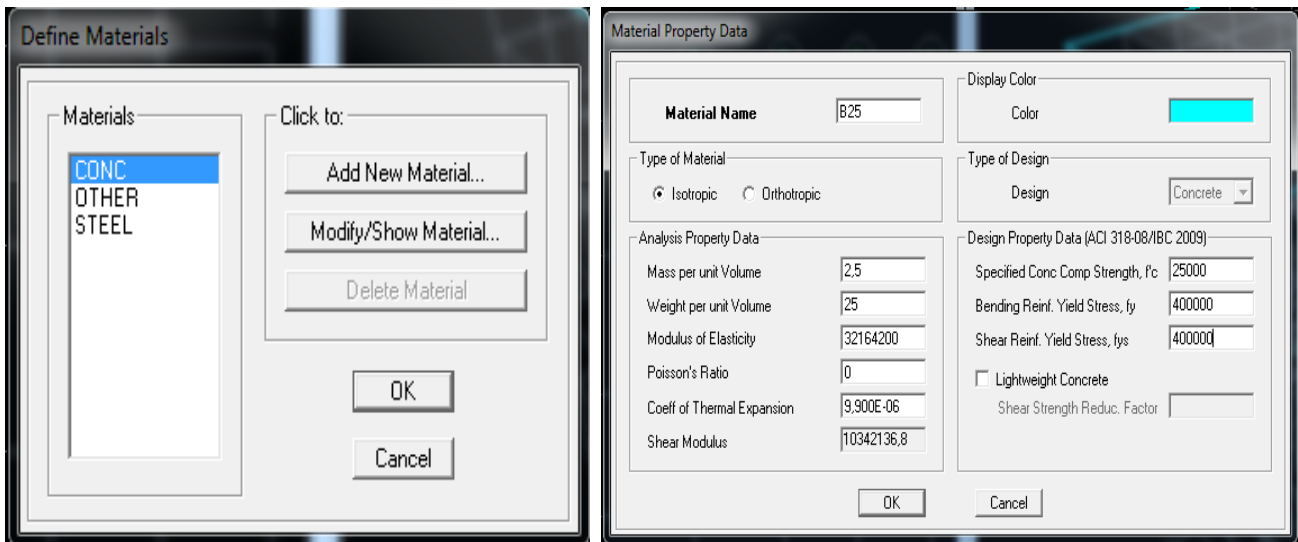 Define Materials
Materials
CONC
OTHER
STEEL
Click to:
Add New Material...
Modify/Show Material...
Delete Material
OK
Cancel
Material Property Data
Material Name B25
Display Color
Color
Type of Material
Isotropic Orthotropic
Type of Design
Design Concrete
Analysis Property Data
Mass per unit Volume 2,5
Weight per unit Volume 25
Modulus of Elasticity 32164200
Poisson's Ratio 0
Coeff of Thermal Expansion 9,900E-06
Shear Modulus 10342136,8
Design Property Data (ACI 318-08/IBC 2009)
Specified Conc Comp Strength, f'c 25000
Bending Reinf. Yield Stress, fy 400000
Shear Reinf. Yield Stress, fys 400000
Lightweight Concrete
Shear Strength Reduc. Factor
OK
Cancel